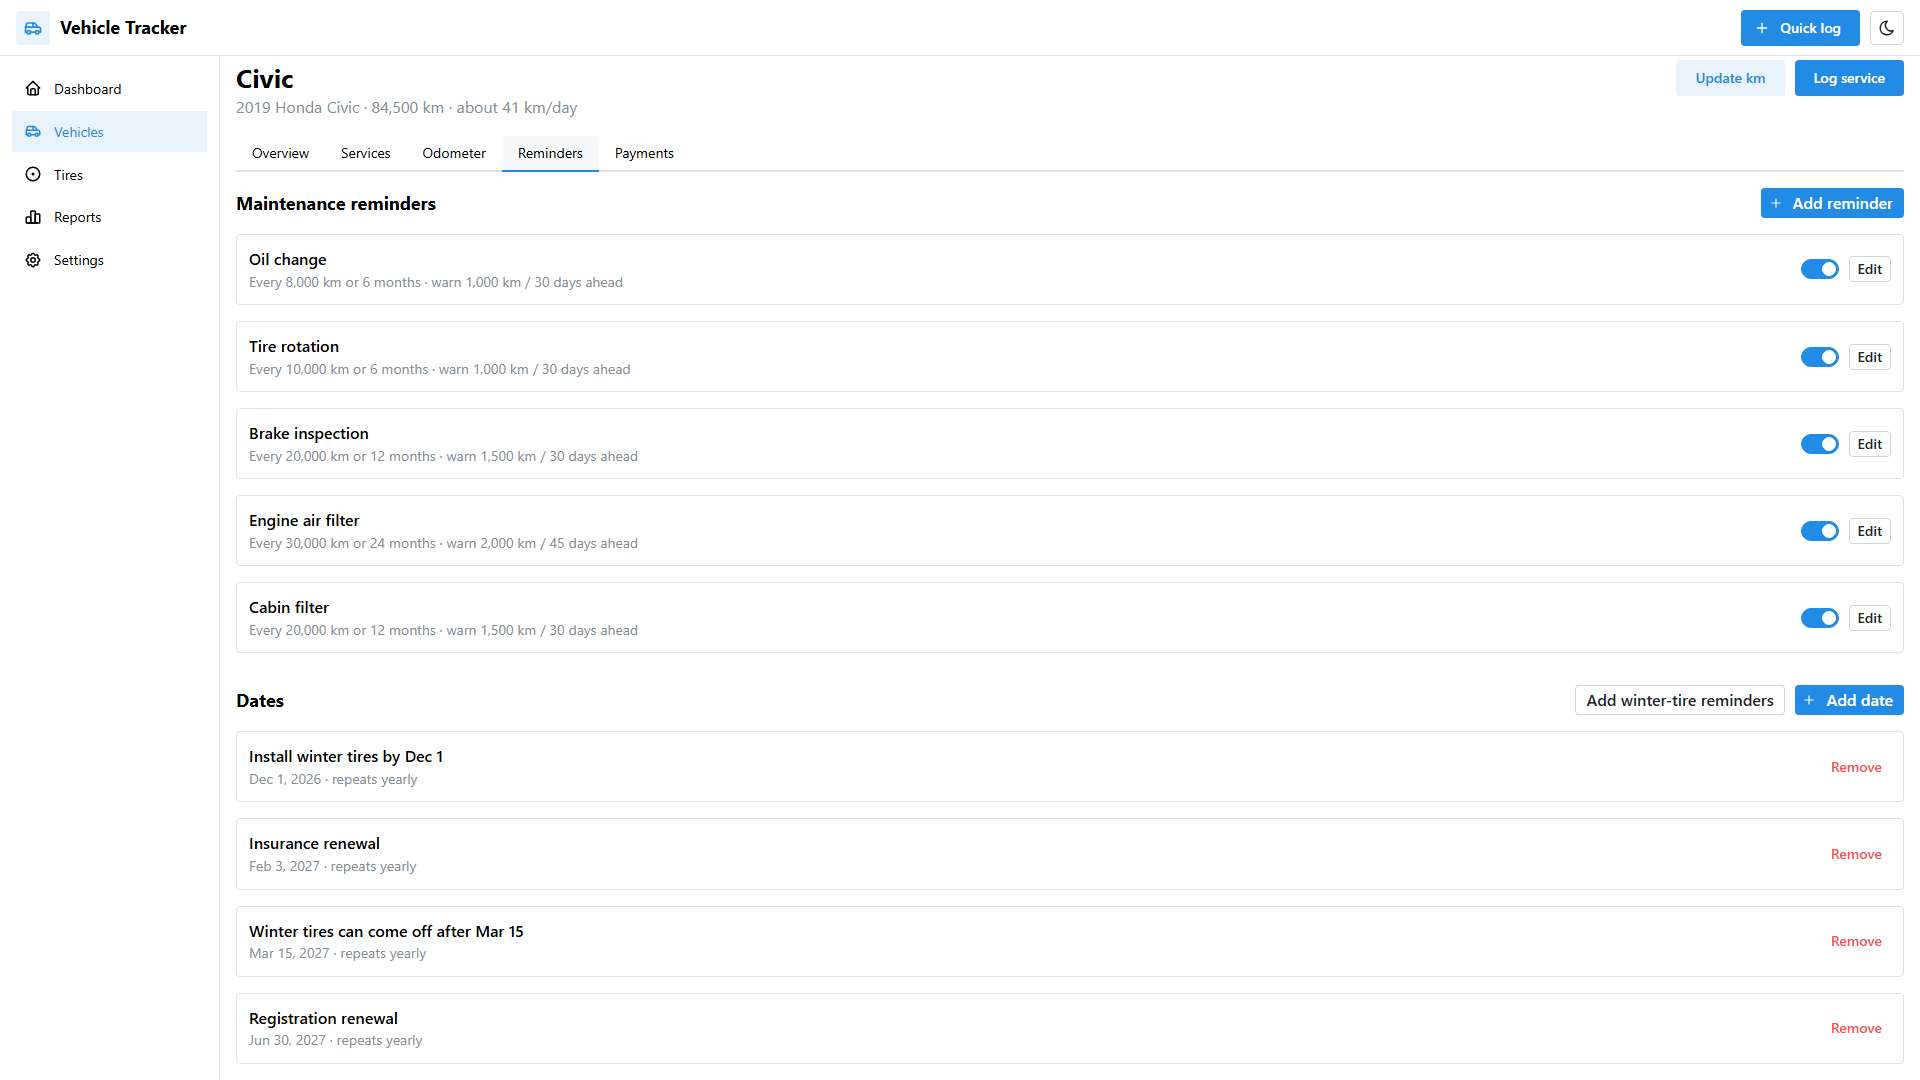 Vehicle Tracker
Quick log
Dashboard
Vehicles
Tires
Reports
Settings
Civic
2019 Honda Civic · 84,500 km · about 41 km/day
Update km
Log service
Overview
Services
Odometer
Reminders
Payments
Maintenance reminders
Add reminder
Oil change
Every 8,000 km or 6 months · warn 1,000 km / 30 days ahead
Edit
Tire rotation
Every 10,000 km or 6 months · warn 1,000 km / 30 days ahead
Edit
Brake inspection
Every 20,000 km or 12 months · warn 1,500 km / 30 days ahead
Edit
Engine air filter
Every 30,000 km or 24 months · warn 2,000 km / 45 days ahead
Edit
Cabin filter
Every 20,000 km or 12 months · warn 1,500 km / 30 days ahead
Edit
Dates
Add winter-tire reminders
Add date
Install winter tires by Dec 1
Dec 1, 2026 · repeats yearly
Remove
Insurance renewal
Feb 3, 2027 · repeats yearly
Remove
Winter tires can come off after Mar 15
Mar 15, 2027 · repeats yearly
Remove
Registration renewal
Jun 30, 2027 · repeats yearly
Remove